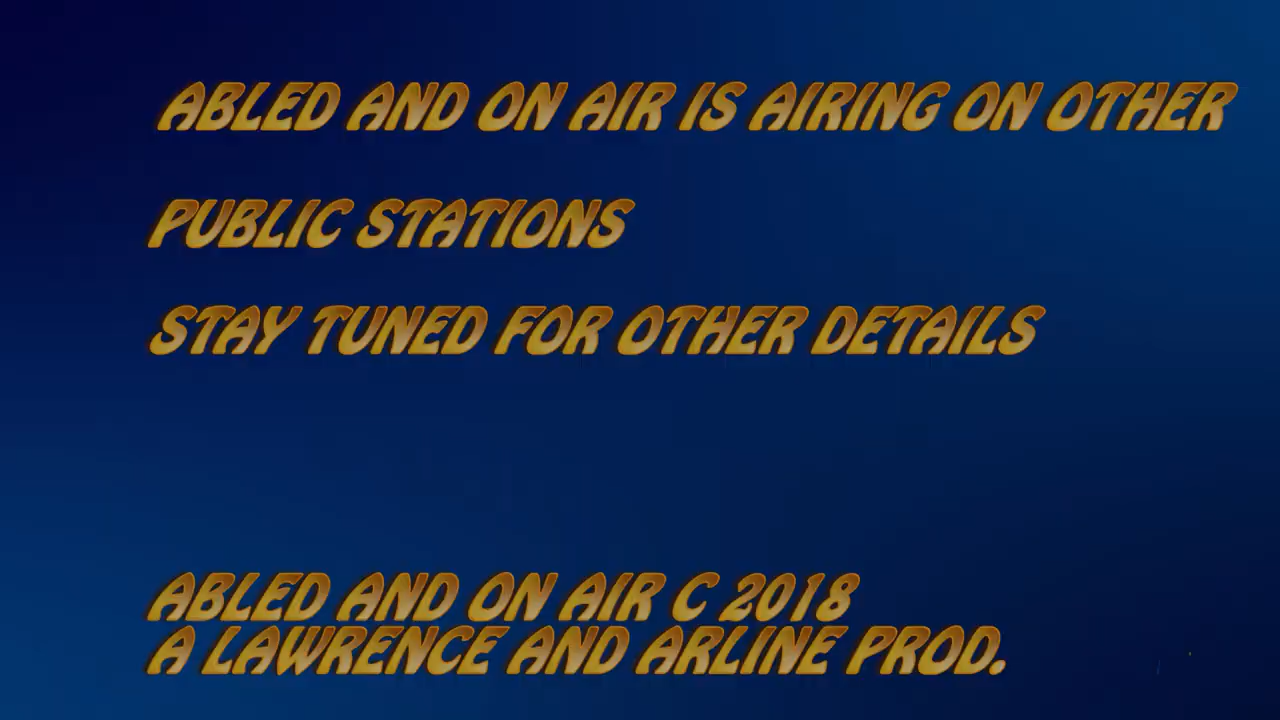 ABLED AND ON AIR IS AIRING ON OTHER
PUBLIC STATIONS
STAY TUNED FOR OTHER DETAILS
ABLED AND ON AIR C 2018
A LAWRENCE AND ARLINE PROD.